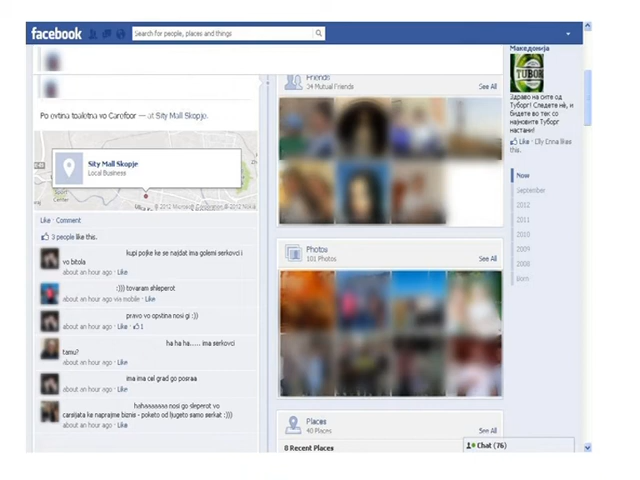 facebook
Search for people, places and things
Po evtina toaletna vo Carefoor — at Sity Mall Skopje.
Sity Mall Skopje
Local Business
© 2012 Microsoft Corporation © 2012 Nokia
Like · Comment
3 people like this.
kupi pojke ke se najdat ima golemi serkovci i
vo bitola
about an hour ago · Like
:))) tovaram shleperot
about an hour ago via mobile · Like
pravo vo opstina nosi gi :))
about an hour ago · Like · 1
ha ha ha..... ima serkovci
tamu?
about an hour ago · Like
ima ima cel grad go posraa
about an hour ago · Like
hahaaaaaaa nosi go sleperot vo
carsijata ke naprajme biznis - poketo od ljugeto samo serkat :)))
about an hour ago · Like
Friends
34 Mutual Friends
See All
Photos
101 Photos
See All
Places
40 Places
See All
0 Recent Places
Македонија
TUBOR
Здраво на сите од
Туборг! Следете нè, и
бидете во тек со
најновите Туборг
настани!
Like · Elly Enna likes
this.
Now
September
2012
2011
2010
2009
2008
Born
Chat (76)